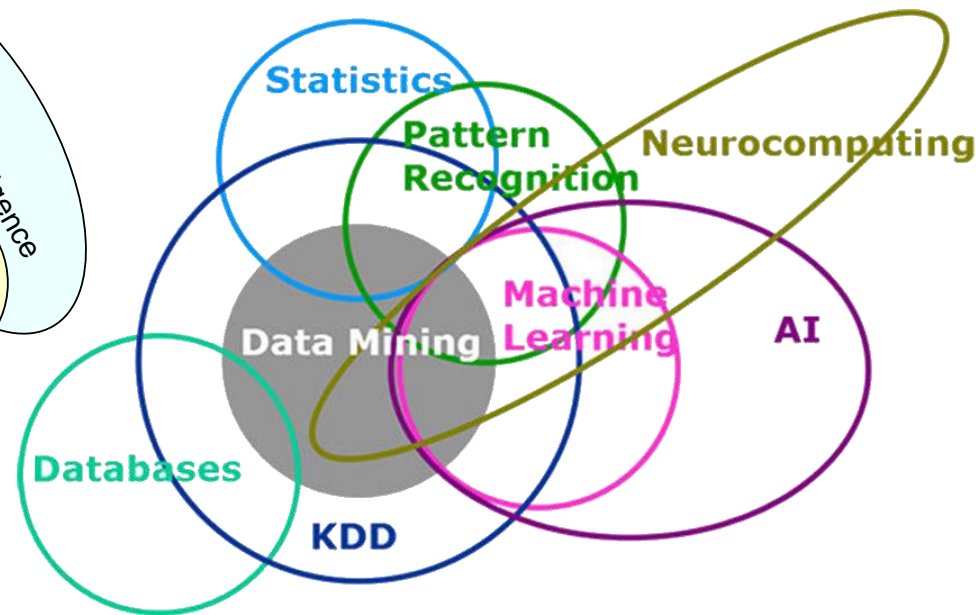 Statistics
Pattern
Recognition
Neurocomputing
Machine
Learning
AI
Data Mining
Databases
KDD